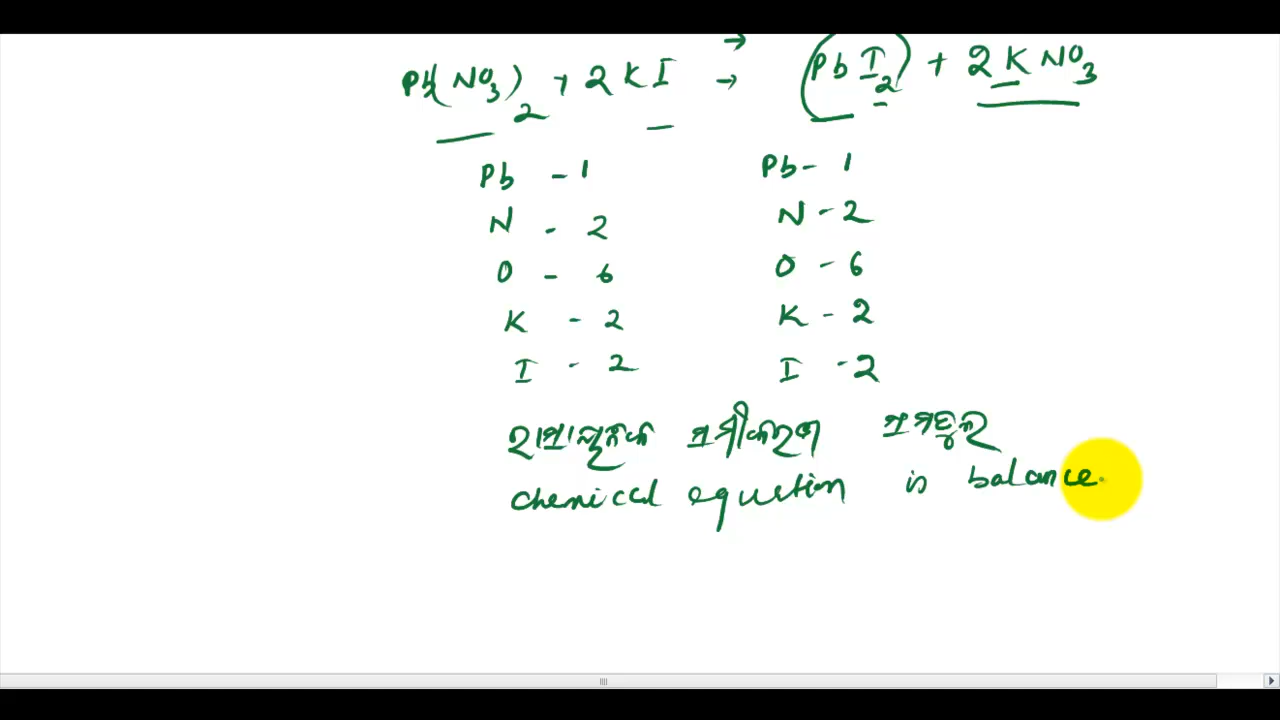 →
Pb(NO3)2 + 2KI → (PbI2) + 2KNO3
Pb - 1 Pb - 1
N - 2 N - 2
O - 6 O - 6
K - 2 K - 2
I - 2 I - 2
ରାସାୟନିକ ସମୀକରଣ ସମତୁଲ
chemical equation is balance